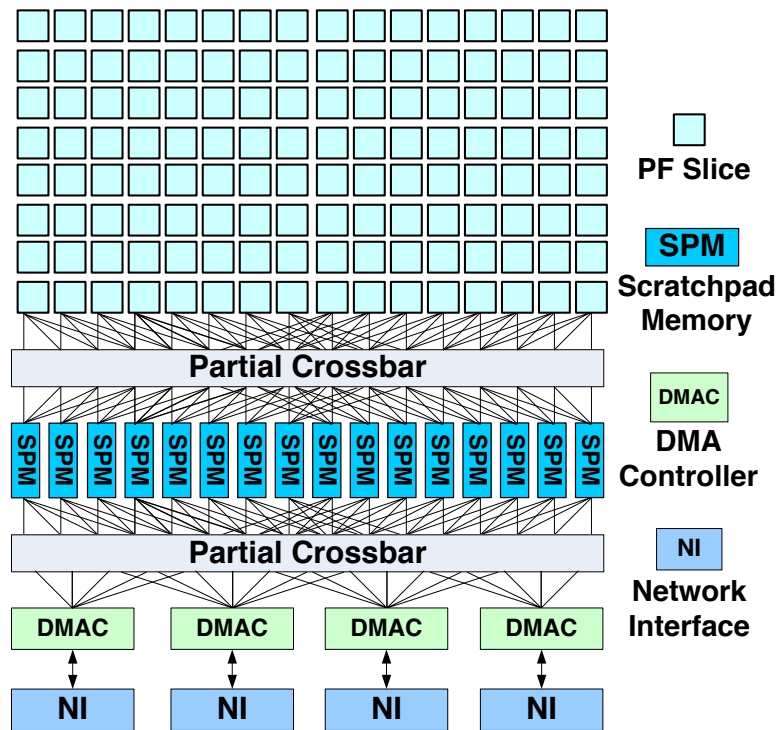 PF Slice
SPM
Scratchpad
Memory
Partial Crossbar
DMAC
DMA
Controller
SPM SPM SPM SPM SPM SPM SPM SPM SPM SPM SPM SPM SPM SPM SPM SPM
Partial Crossbar
NI
Network
Interface
DMAC DMAC DMAC DMAC
NI NI NI NI